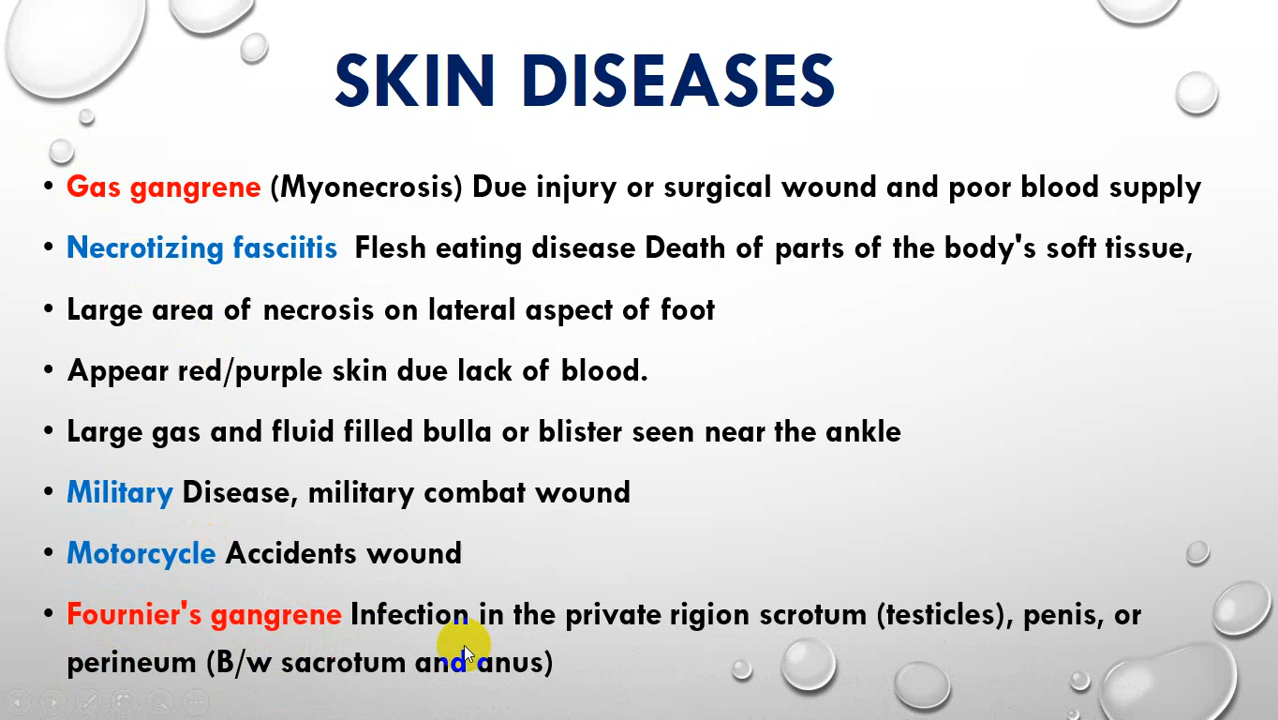 SKIN DISEASES
• Gas gangrene (Myonecrosis) Due injury or surgical wound and poor blood supply
• Necrotizing fasciitis Flesh eating disease Death of parts of the body's soft tissue,
• Large area of necrosis on lateral aspect of foot
• Appear red/purple skin due lack of blood.
• Large gas and fluid filled bulla or blister seen near the ankle
• Military Disease, military combat wound
• Motorcycle Accidents wound
• Fournier's gangrene Infection in the private rigion scrotum (testicles), penis, or
perineum (B/w sacrotum and anus)